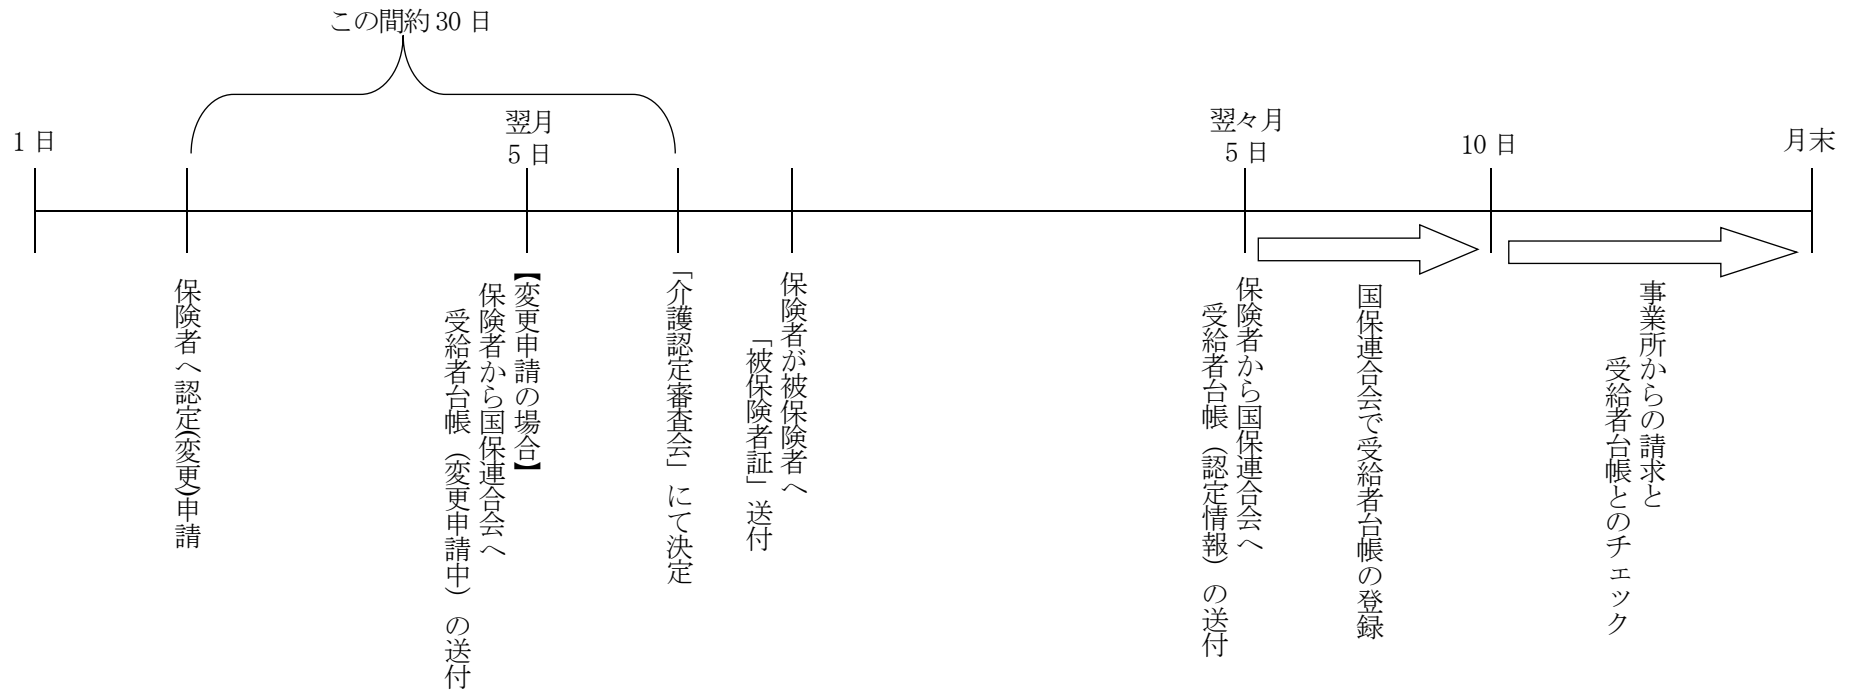 この間約30日
1日
翌月
5日
翌々月
5日
10日
月末
保険者へ認定(変更)申請
【変更申請の場合】
保険者から国保連合会へ
受給者台帳（変更申請中）の送付
「介護認定審査会」にて決定
保険者が被保険者へ
「被保険者証」送付
保険者から国保連合会へ
受給者台帳（認定情報）の送付
国保連合会で受給者台帳の登録
事業所からの請求と
受給者台帳とのチェック